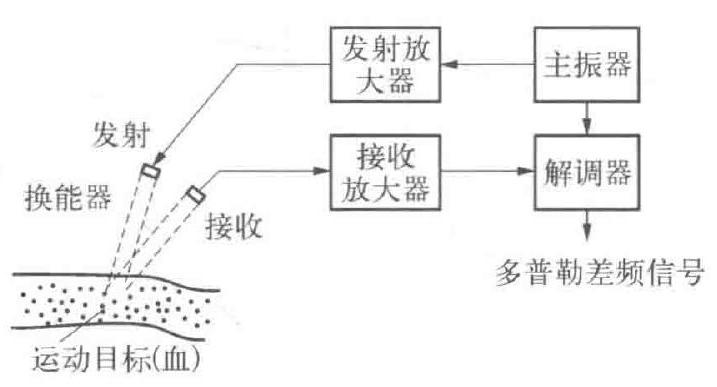 发射放
大器
主振器
发射
换能器
接收
放大器
解调器
接收
多普勒差频信号
运动目标(血)